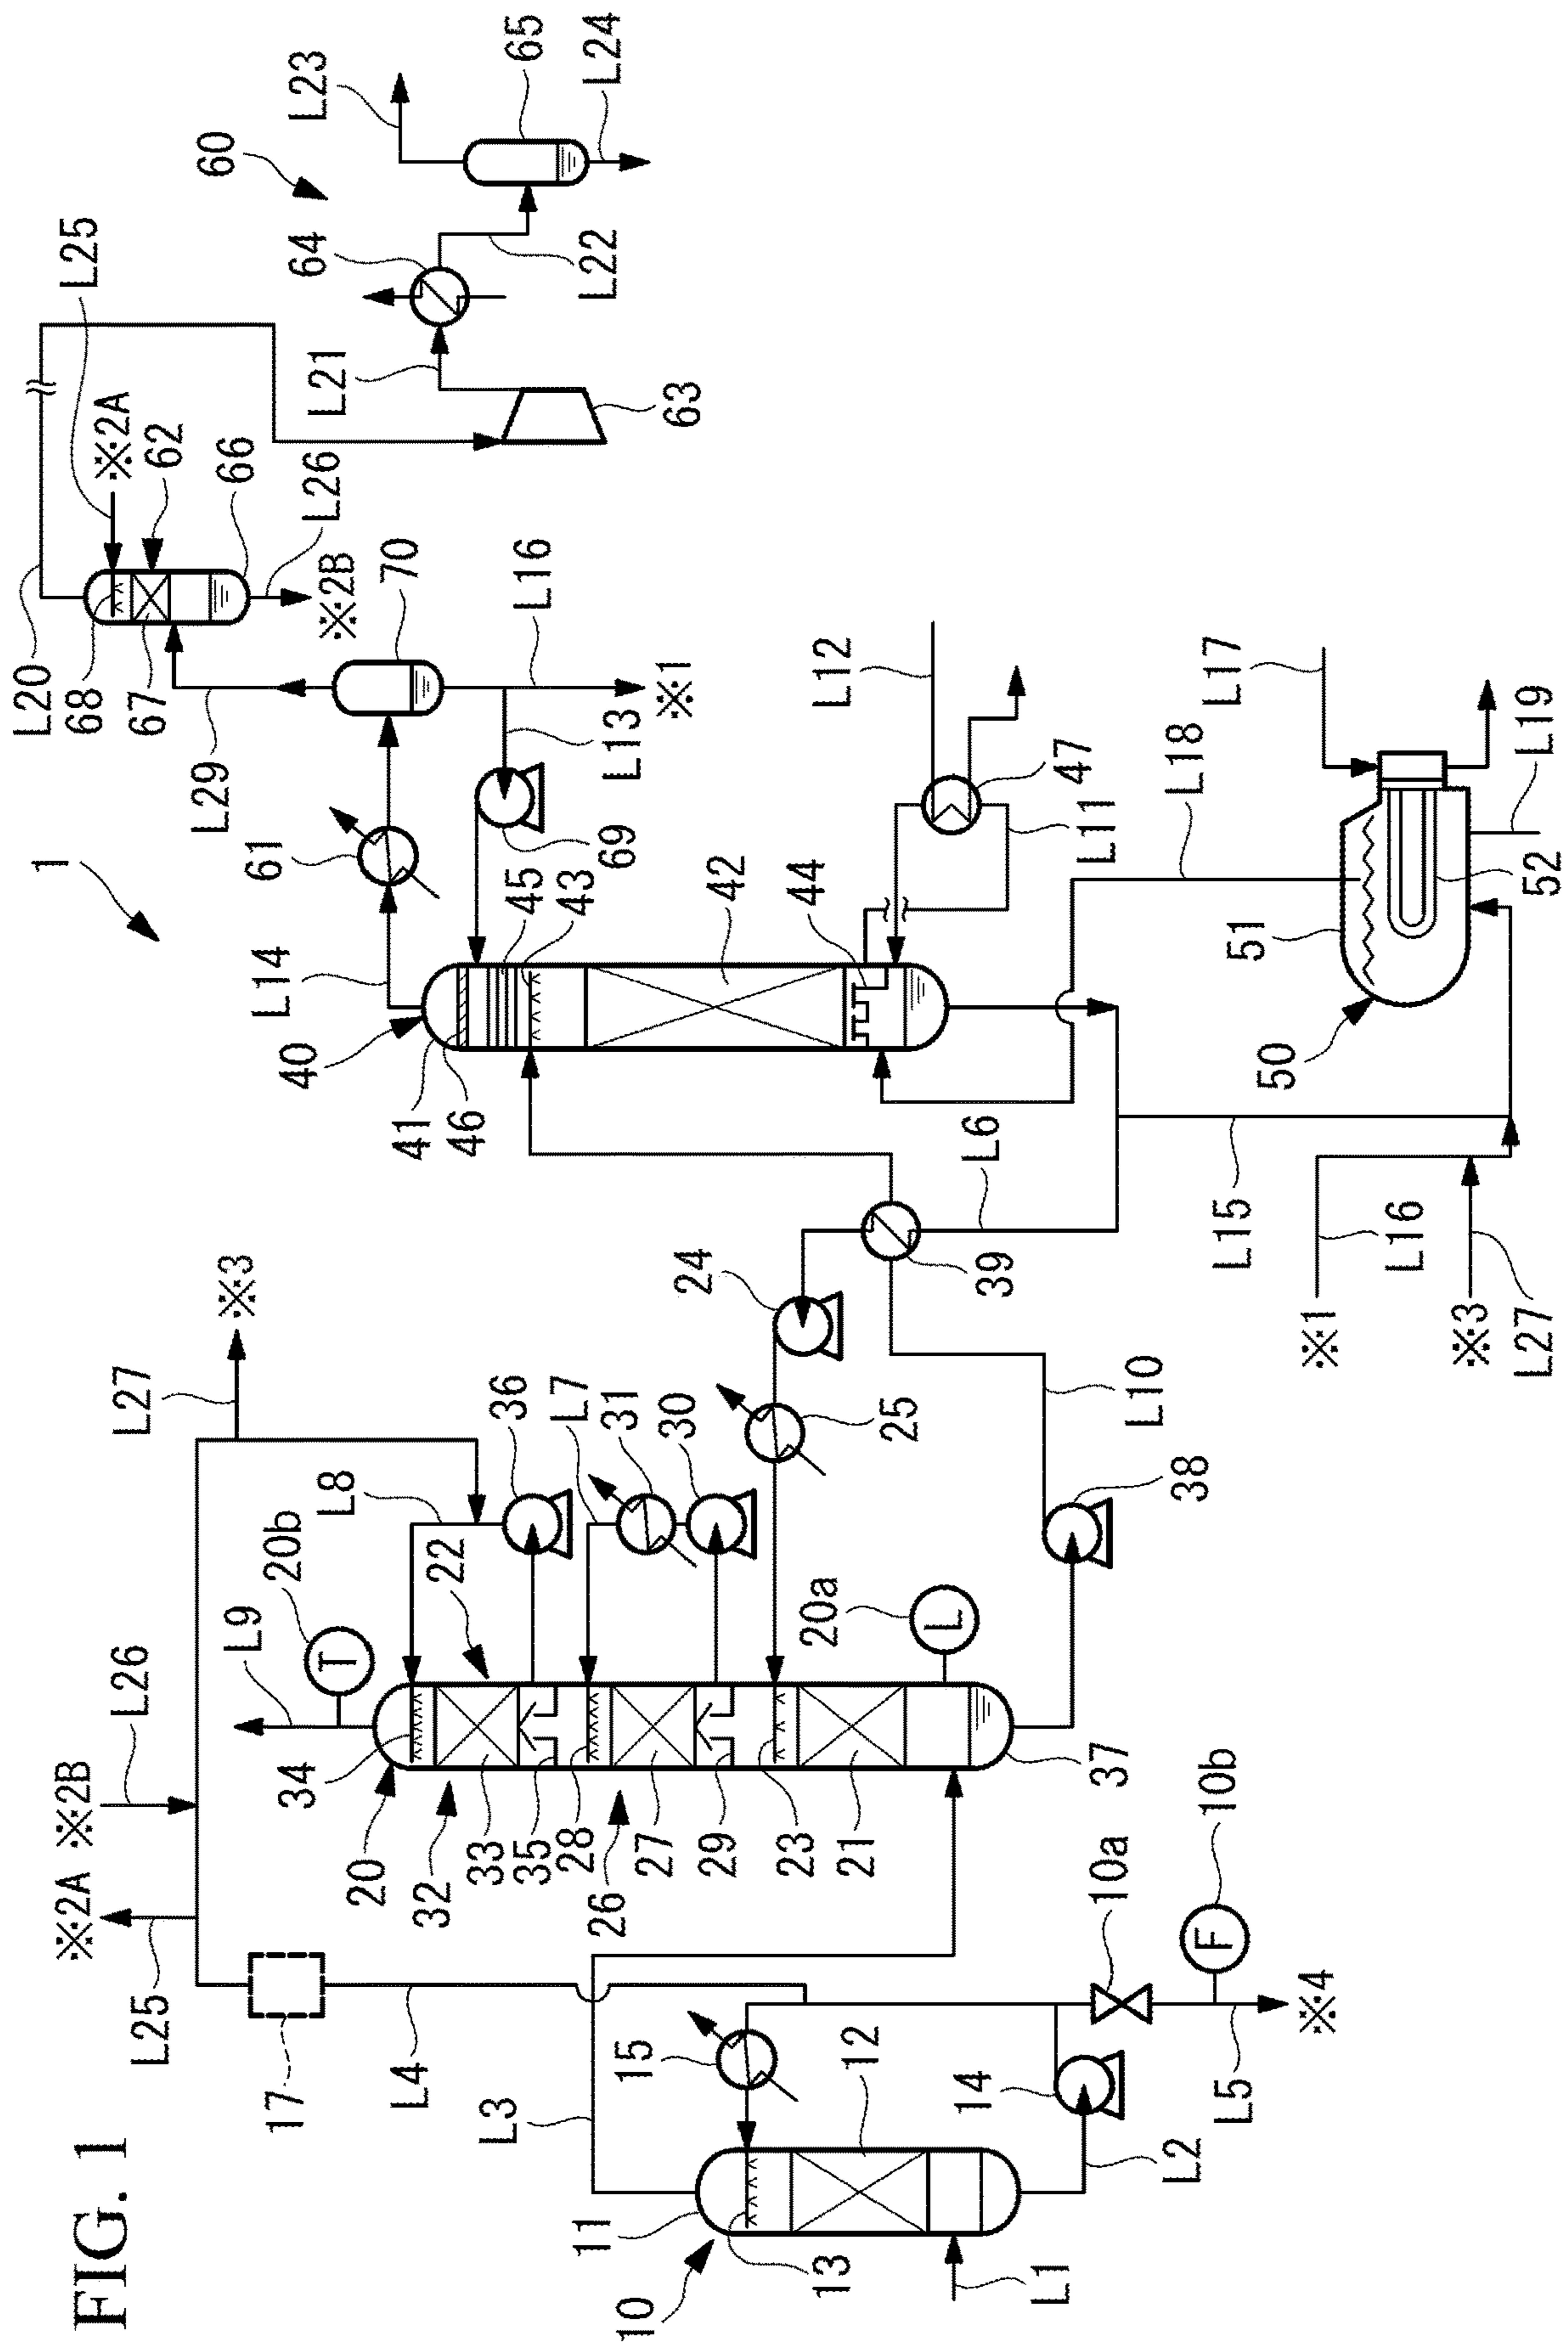 FIG. 1
1
10
11
12
13
14
15
17
10a
10b
F
L1
L2
L3
L4
L5
※4
L25
※2A
L26
※2B
L9
20b
T
20
20a
L
21
22
23
24
25
26
27
28
29
30
31
32
33
34
35
36
37
38
39
L6
L7
L8
L10
L27
※3
40
41
42
43
44
45
46
47
L11
L12
L13
L14
L15
L16
※1
※1
L16
※3
L27
50
51
52
L17
L18
L19
60
61
62
63
64
65
66
67
68
69
70
L20
L21
L22
L23
L24
L25
※2A
L26
※2B
L29